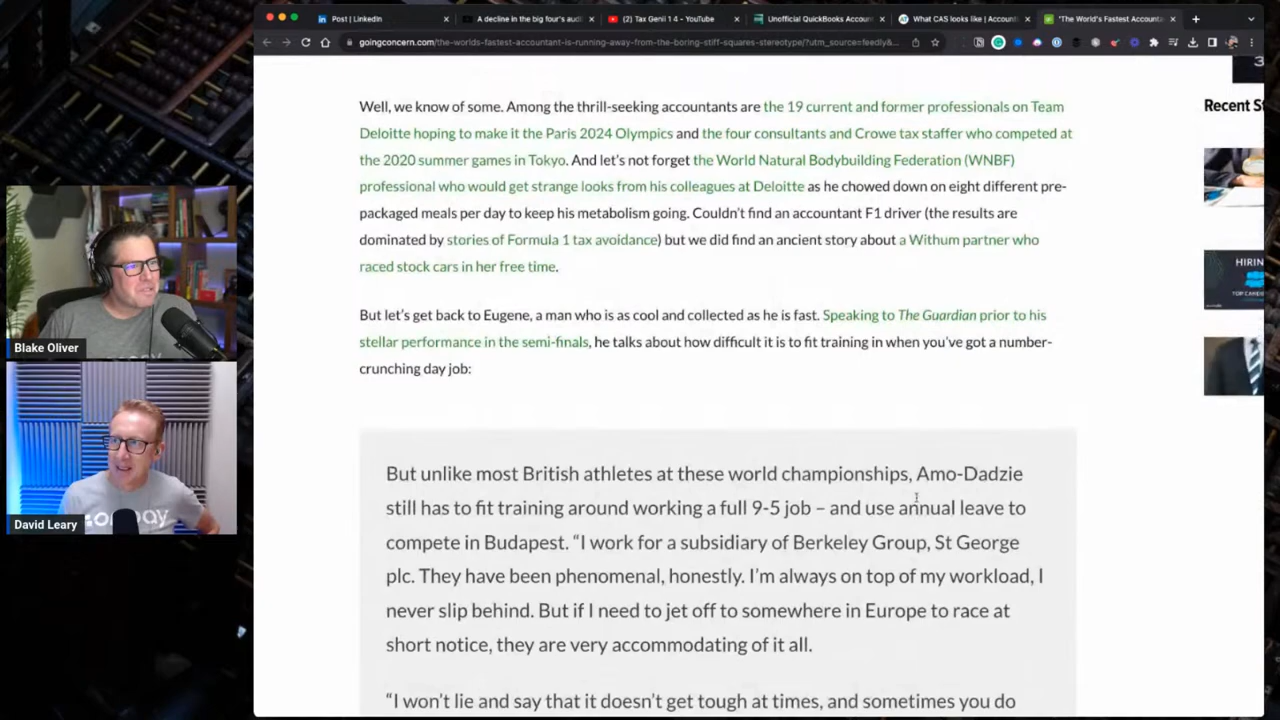 Post | LinkedIn
A decline in the big four's aud
(2) Tax Genii 1 4 - YouTube
Unofficial QuickBooks Accoun
What CAS looks like | Account
"The World's Fastest Accounta
goingconcern.com/the-worlds-fastest-accountant-is-running-away-from-the-boring-stiff-squares-stereotype/?utm_source=feedly&...
Well, we know of some. Among the thrill-seeking accountants are the 19 current and former professionals on Team
Deloitte hoping to make it the Paris 2024 Olympics and the four consultants and Crowe tax staffer who competed at
the 2020 summer games in Tokyo. And let's not forget the World Natural Bodybuilding Federation (WNBF)
professional who would get strange looks from his colleagues at Deloitte as he chowed down on eight different pre-
packaged meals per day to keep his metabolism going. Couldn't find an accountant F1 driver (the results are
dominated by stories of Formula 1 tax avoidance) but we did find an ancient story about a Withum partner who
raced stock cars in her free time.
But let's get back to Eugene, a man who is as cool and collected as he is fast. Speaking to The Guardian prior to his
stellar performance in the semi-finals, he talks about how difficult it is to fit training in when you've got a number-
crunching day job:
But unlike most British athletes at these world championships, Amo-Dadzie
still has to fit training around working a full 9-5 job – and use annual leave to
compete in Budapest. "I work for a subsidiary of Berkeley Group, St George
plc. They have been phenomenal, honestly. I'm always on top of my workload, I
never slip behind. But if I need to jet off to somewhere in Europe to race at
short notice, they are very accommodating of it all.
"I won't lie and say that it doesn't get tough at times, and sometimes you do
Recent S
HIRIN
Blake Oliver
David Leary